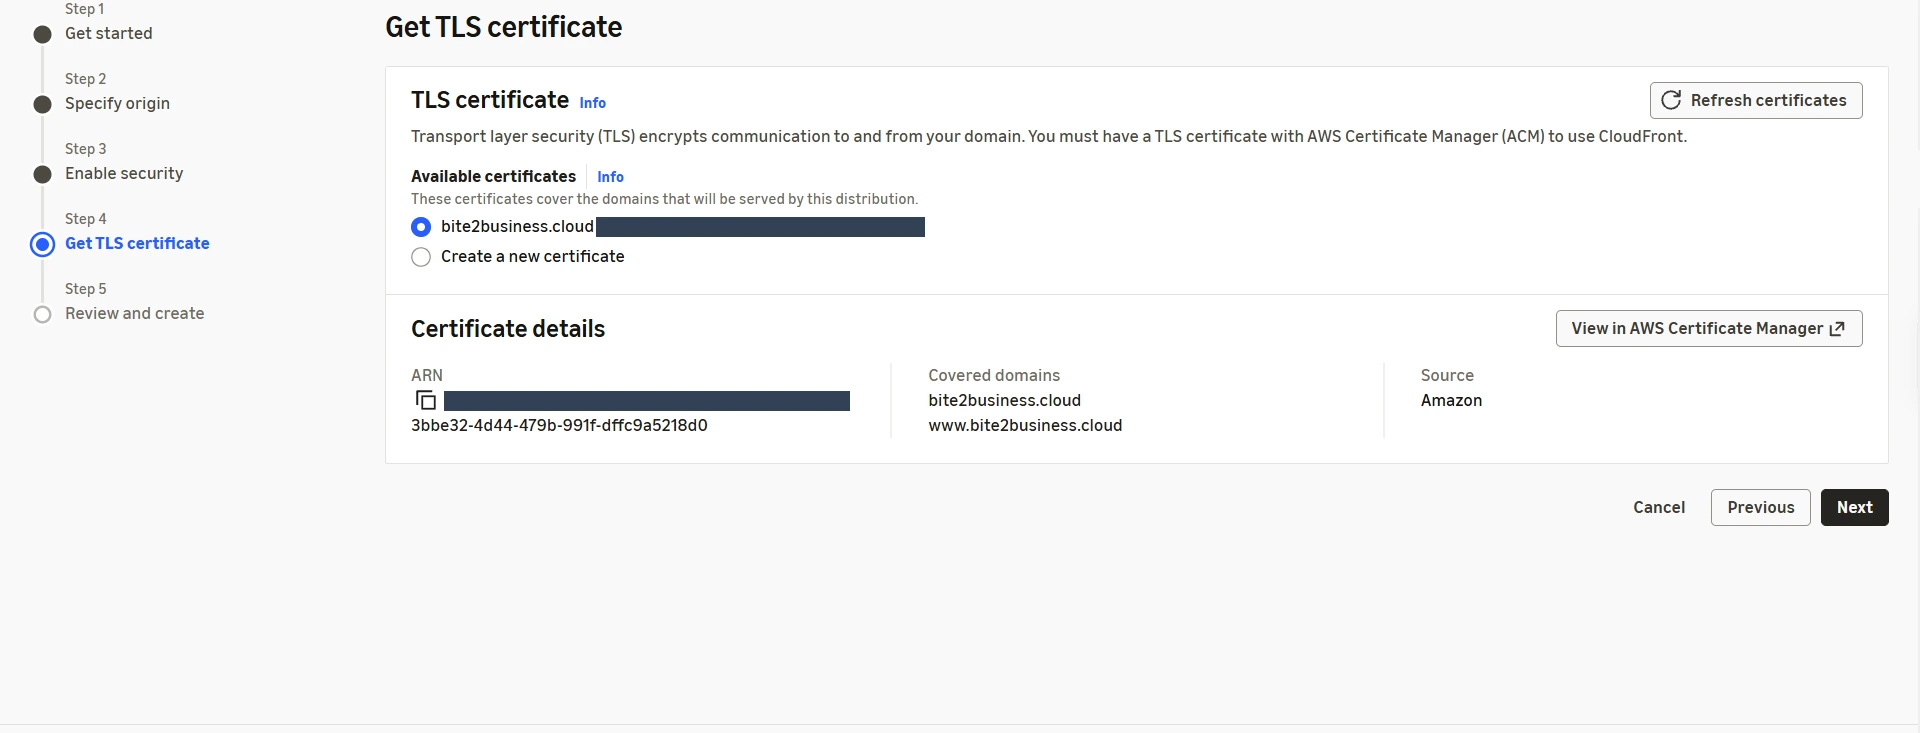 Step 1
Get started
Step 2
Specify origin
Step 3
Enable security
Step 4
Get TLS certificate
Step 5
Review and create
Get TLS certificate
TLS certificate Info
Refresh certificates
Transport layer security (TLS) encrypts communication to and from your domain. You must have a TLS certificate with AWS Certificate Manager (ACM) to use CloudFront.
Available certificates Info
These certificates cover the domains that will be served by this distribution.
bite2business.cloud
Create a new certificate
Certificate details
View in AWS Certificate Manager
ARN
3bbe32-4d44-479b-991f-dffc9a5218d0
Covered domains
bite2business.cloud
www.bite2business.cloud
Source
Amazon
Cancel
Previous
Next